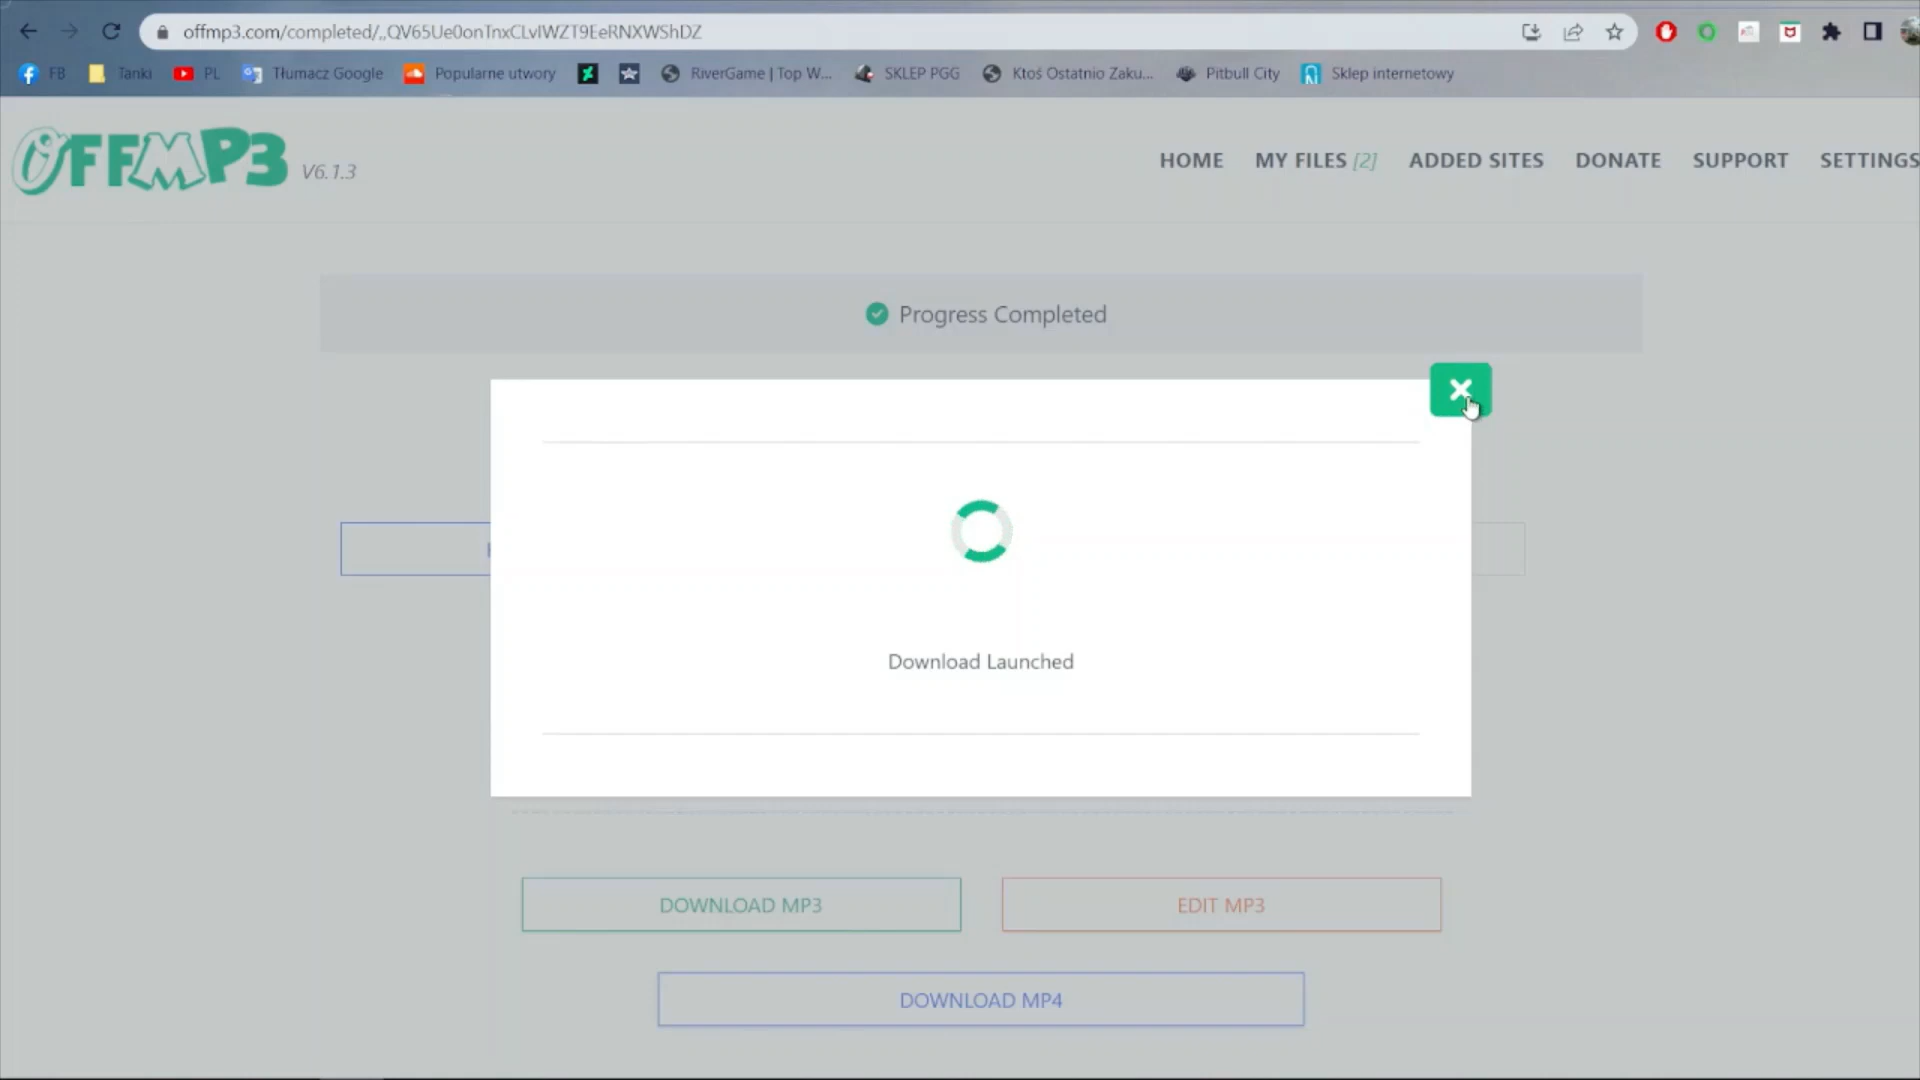 offmp3.com/completed/,,QV65Ue0onTnxCLvIWZT9EeRNXWShDZ
FB Tanki PL Tłumacz Google Popularne utwory RiverGame | Top W... SKLEP PGG Ktoś Ostatnio Zaku... Pitbull City Sklep internetowy
OFFMP3 V6.1.3 HOME MY FILES [2] ADDED SITES DONATE SUPPORT SETTINGS
Progress Completed
Download Launched
DOWNLOAD MP3 EDIT MP3
DOWNLOAD MP4